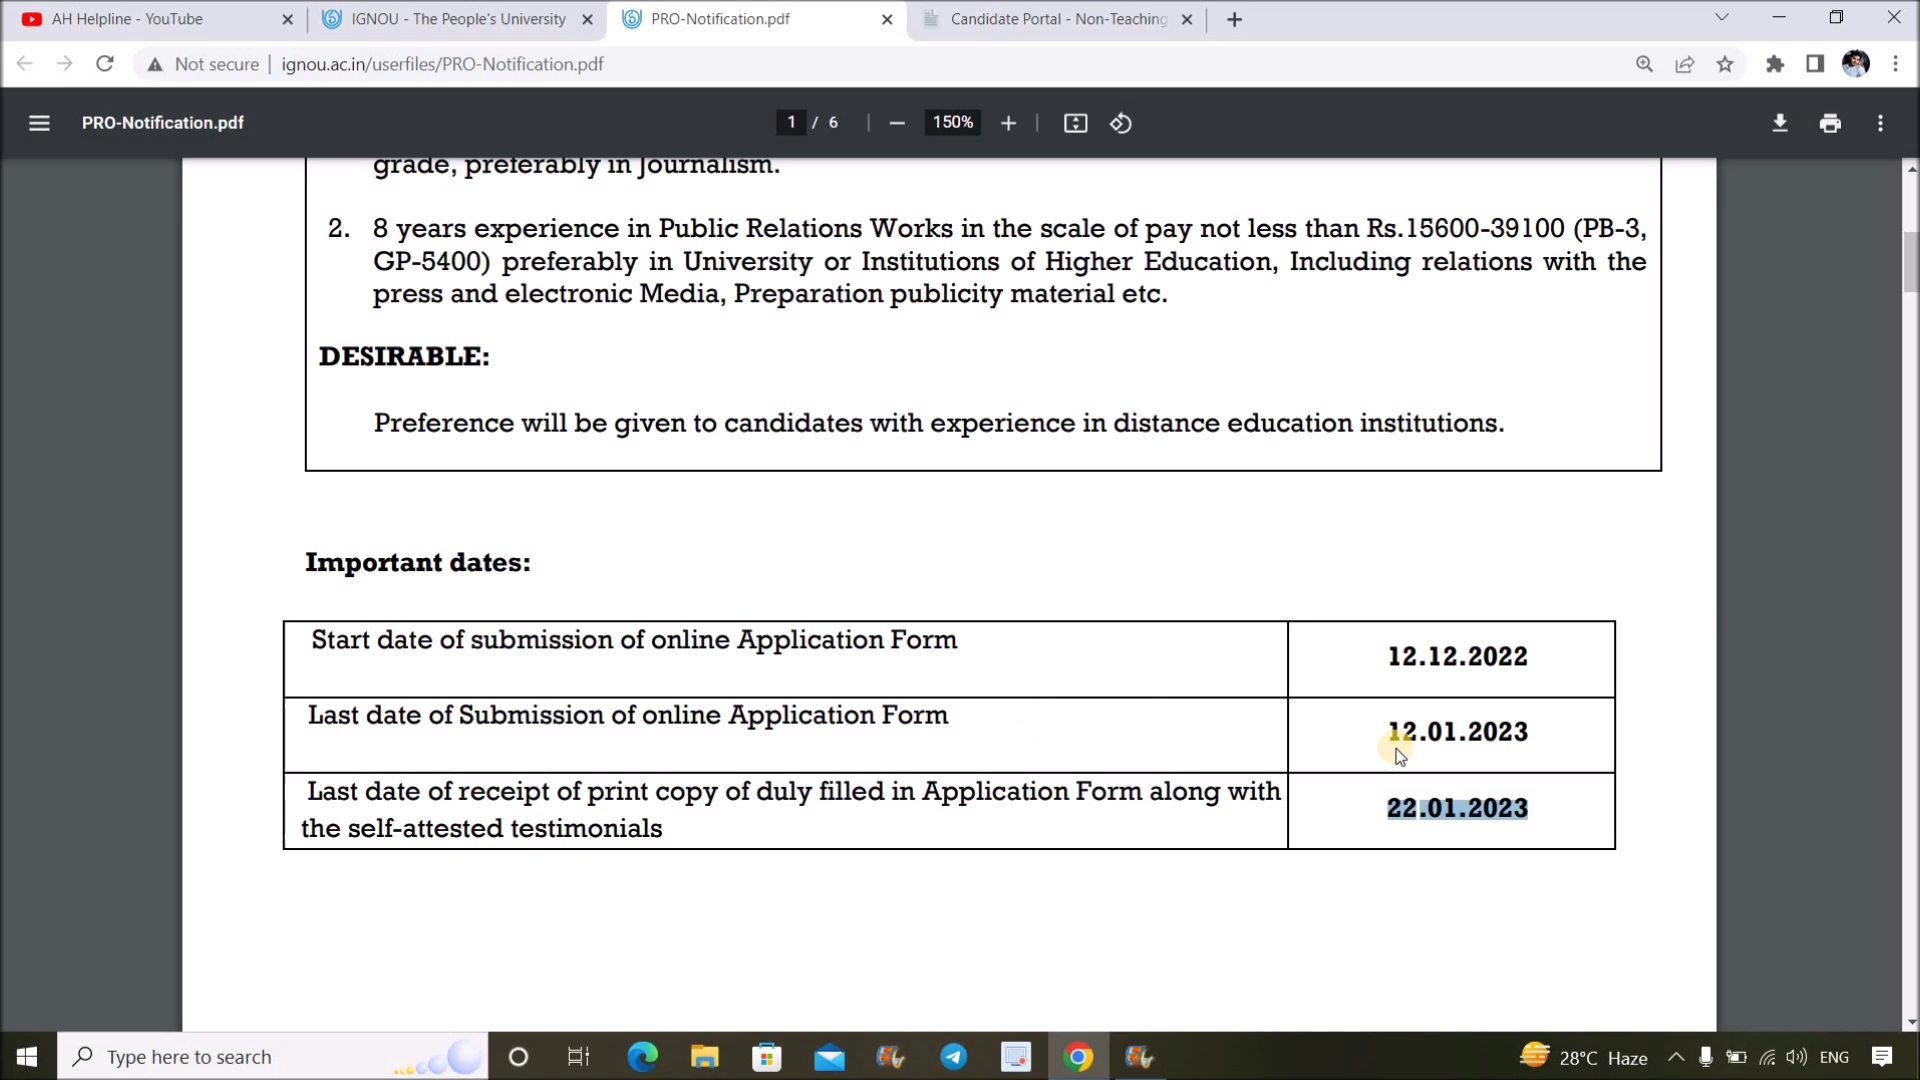 AH Helpline - YouTube
IGNOU - The People's University
PRO-Notification.pdf
Candidate Portal - Non-Teaching
Not secure
ignou.ac.in/userfiles/PRO-Notification.pdf
PRO-Notification.pdf
1 / 6
150%
grade, preferably in Journalism.
2. 8 years experience in Public Relations Works in the scale of pay not less than Rs.15600-39100 (PB-3,
GP-5400) preferably in University or Institutions of Higher Education, Including relations with the
press and electronic Media, Preparation publicity material etc.
DESIRABLE:
Preference will be given to candidates with experience in distance education institutions.
Important dates:
Start date of submission of online Application Form
12.12.2022
Last date of Submission of online Application Form
12.01.2023
Last date of receipt of print copy of duly filled in Application Form along with
the self-attested testimonials
22.01.2023
Type here to search
28°C Haze
ENG